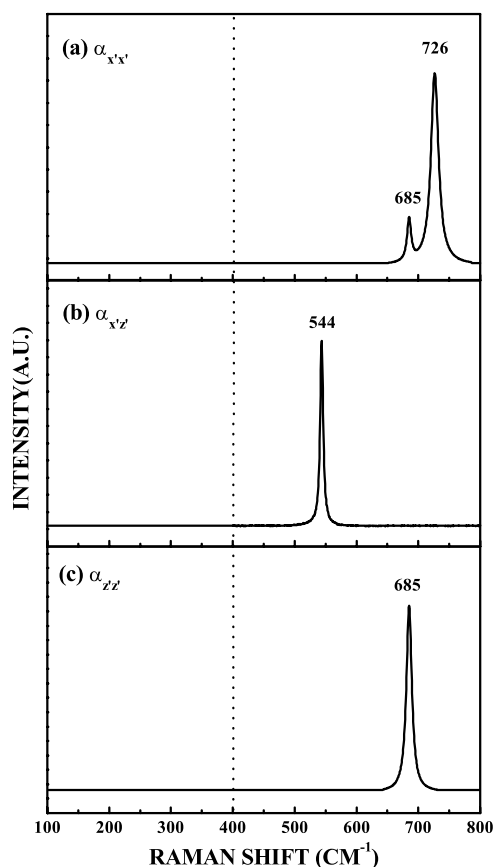 (a) αx'x'
726
685
(b) αx'z'
544
INTENSITY(A.U.)
(c) αz'z'
685
100 200 300 400 500 600 700 800
RAMAN SHIFT (CM-1)